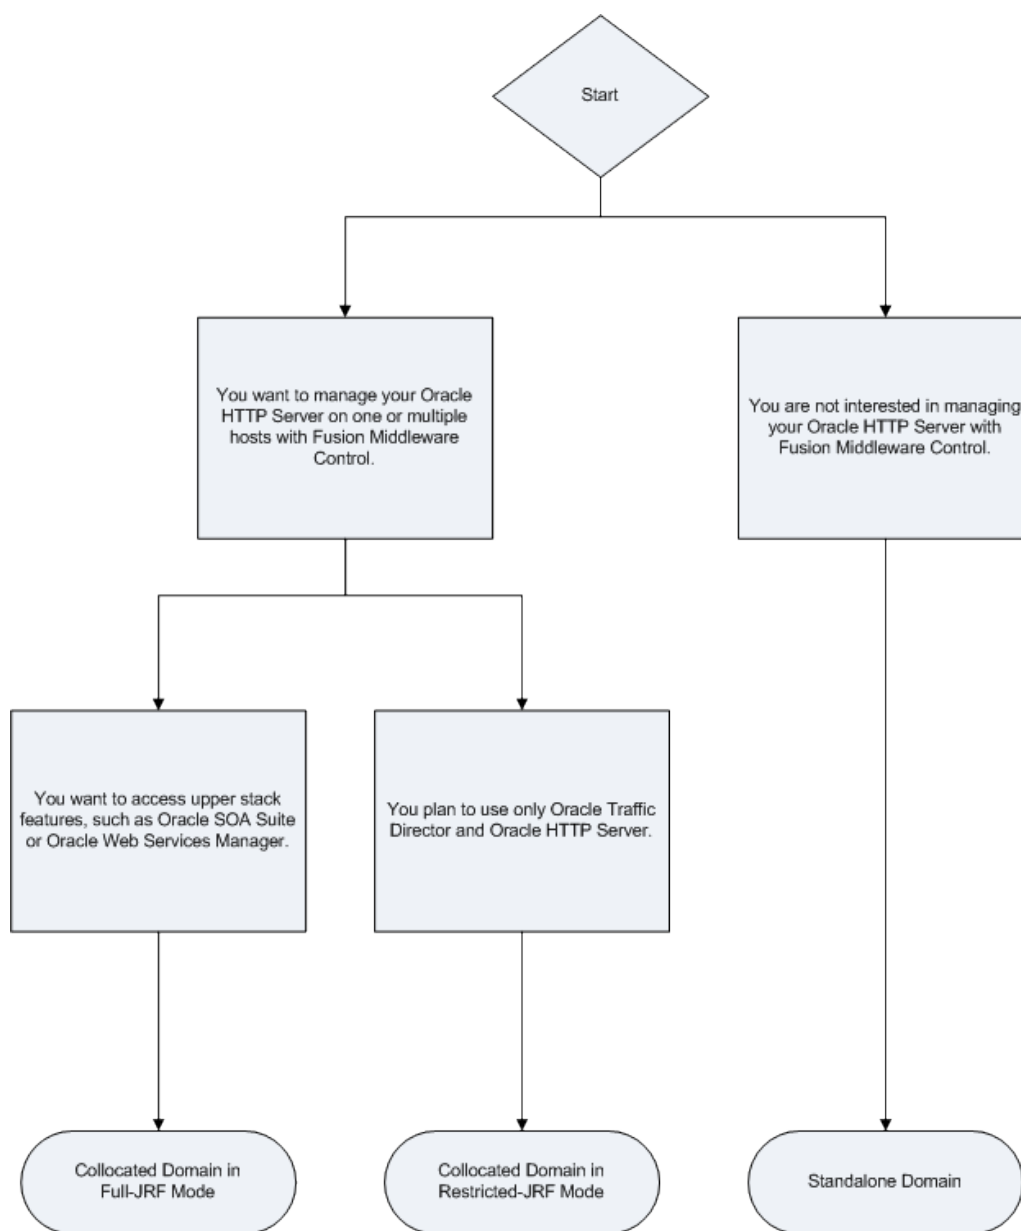 Start
You want to manage your Oracle
HTTP Server on one or multiple
hosts with Fusion Middleware
Control.
You are not interested in managing
your Oracle HTTP Server with
Fusion Middleware Control.
You want to access upper stack
features, such as Oracle SOA Suite
or Oracle Web Services Manager.
You plan to use only Oracle Traffic
Director and Oracle HTTP Server.
Collocated Domain in
Full-JRF Mode
Collocated Domain in
Restricted-JRF Mode
Standalone Domain